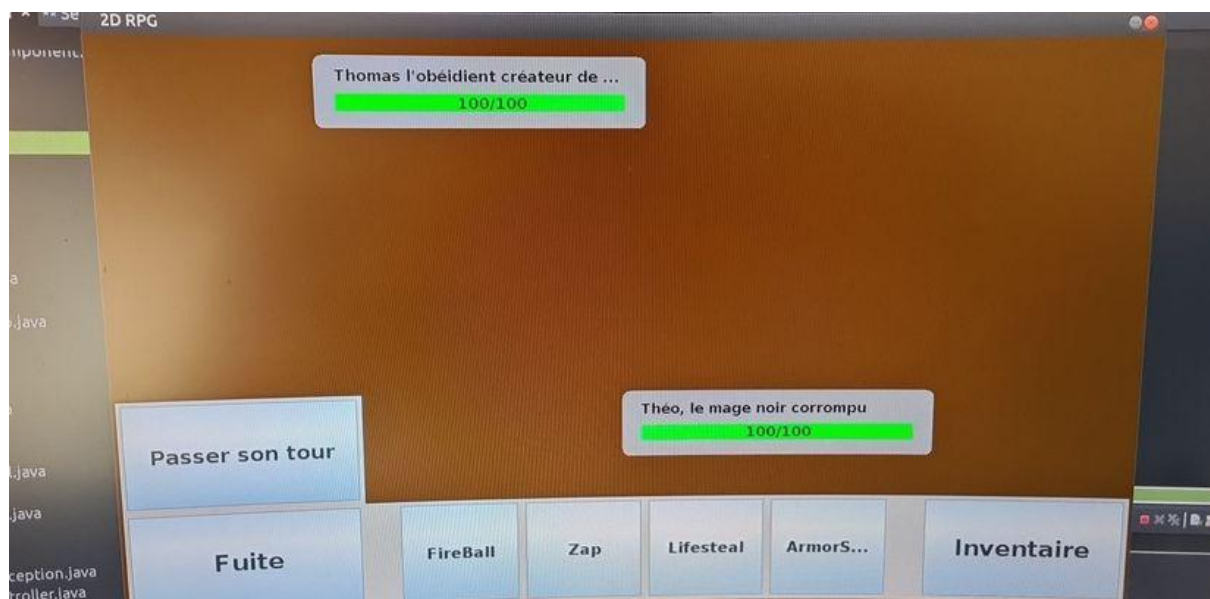 2D RPG
Thomas l'obéidient créateur de ...
100/100
Théo, le mage noir corrompu
100/100
Passer son tour
Fuite
FireBall
Zap
Lifesteal
ArmorS...
Inventaire
.java
.java
.java
ception.java
troller.java